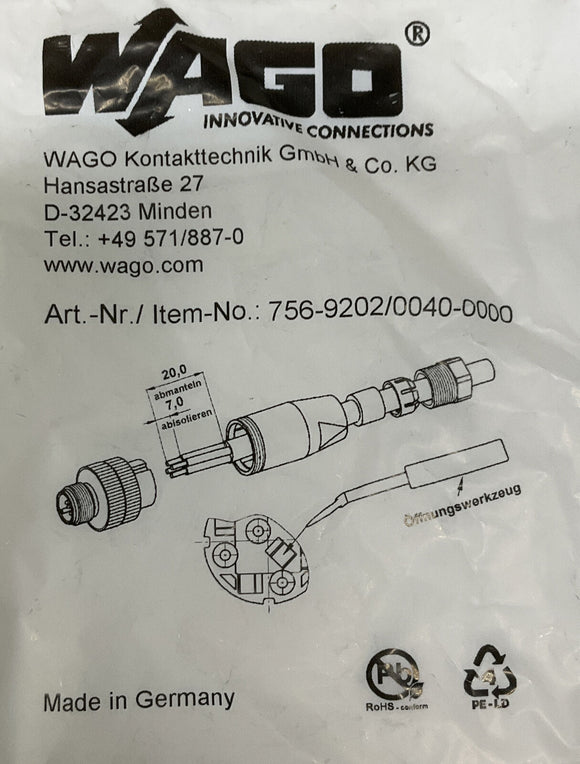 WAGO®
INNOVATIVE CONNECTIONS
WAGO Kontakttechnik GmbH & Co. KG
Hansastraße 27
D-32423 Minden
Tel.: +49 571/887-0
www.wago.com
Art.-Nr./ Item-No.: 756-9202/0040-0000
20,0
abmanteln
7,0
abisolieren
Öffnungswerkzeug
Made in Germany
Pb
RoHS-conform
4
PE-LD